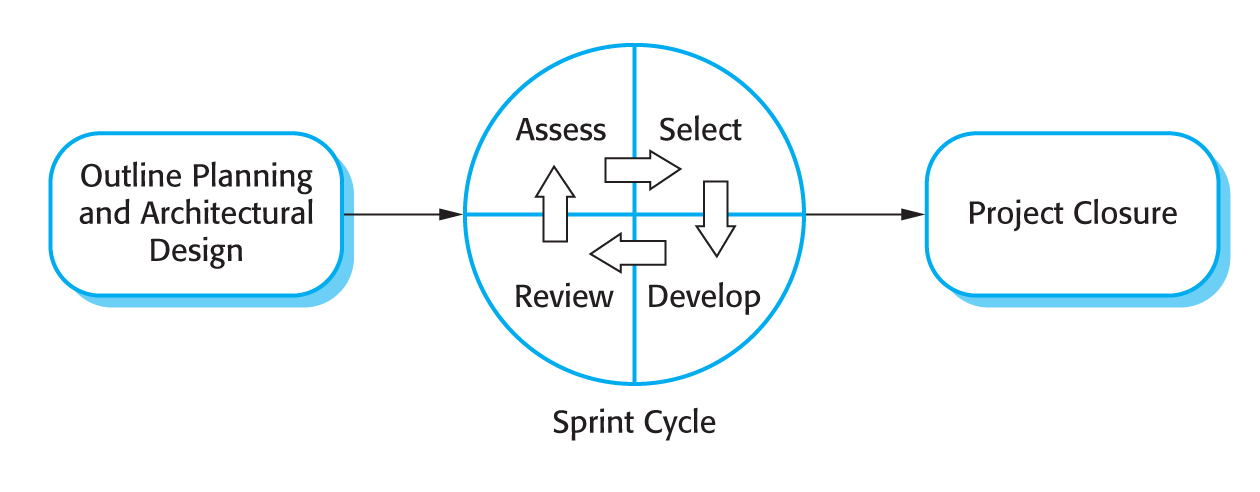 Outline Planning
and Architectural
Design
Assess
Select
Review
Develop
Sprint Cycle
Project Closure